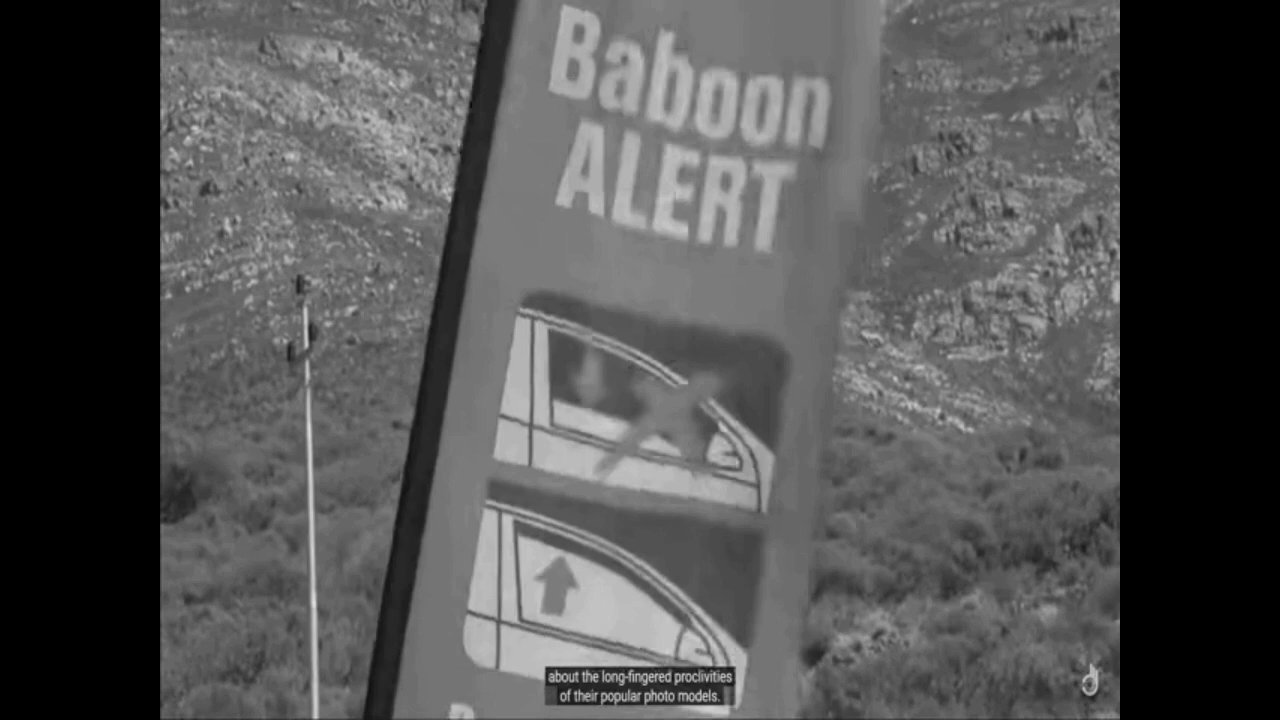 Baboon
ALERT
about the long-fingered proclivities
of their popular photo models.